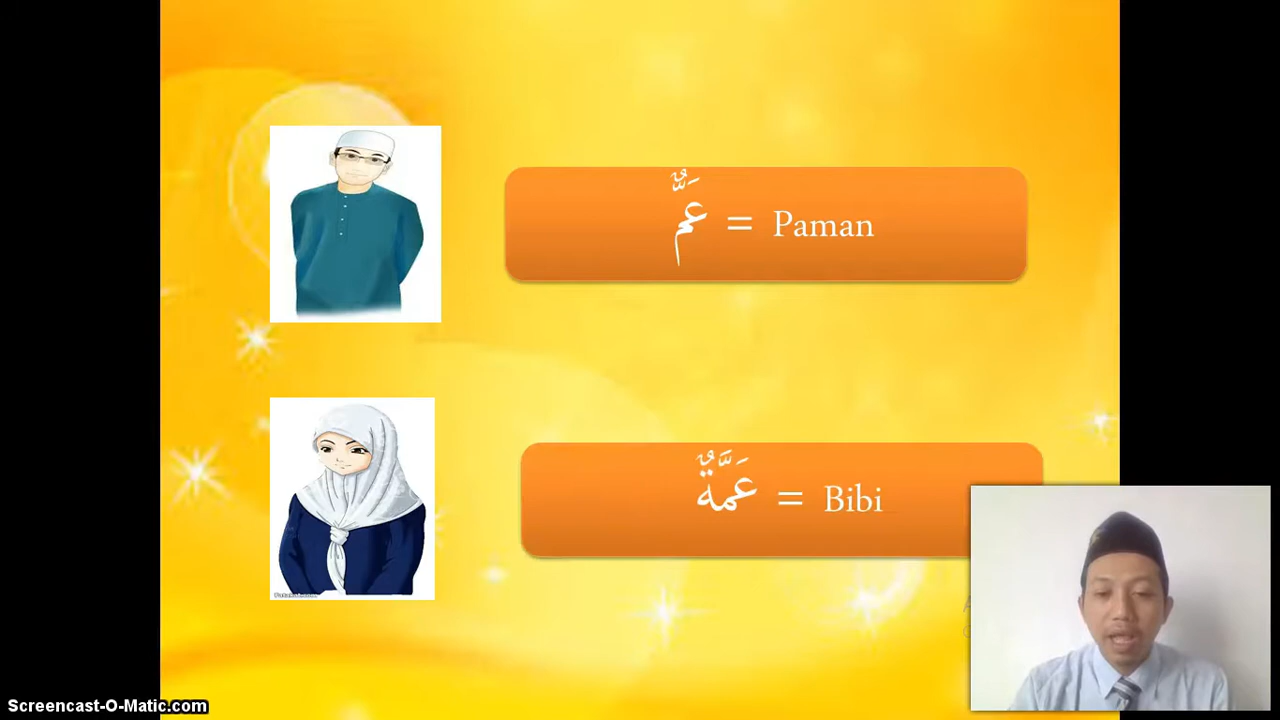 عَمٌّ = Paman
عَمَّةٌ = Bibi
Screencast-O-Matic.com